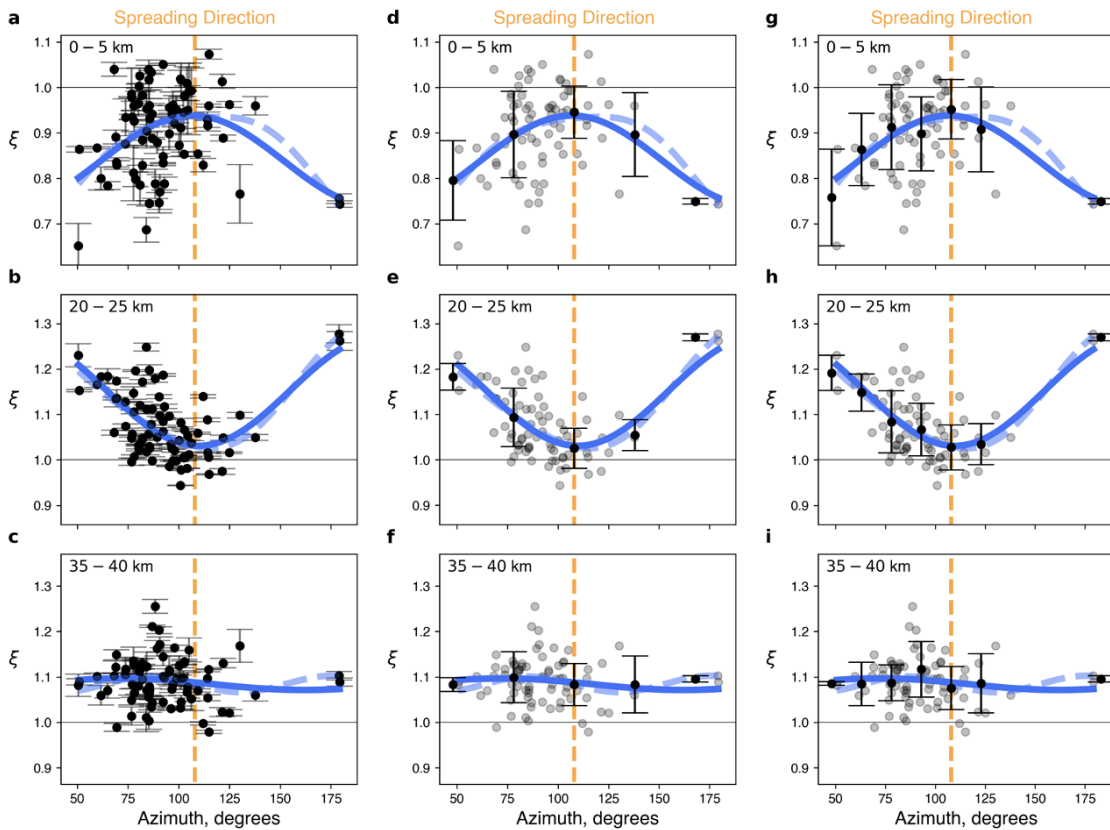 a Spreading Direction d Spreading Direction g Spreading Direction
0 – 5 km 0 – 5 km 0 – 5 km
1.1 1.1 1.1
1.0 1.0 1.0
ξ 0.9 ξ 0.9 ξ 0.9
0.8 0.8 0.8
0.7 0.7 0.7
b e h
20 – 25 km 20 – 25 km 20 – 25 km
1.3 1.3 1.3
1.2 1.2 1.2
ξ 1.1 ξ 1.1 ξ 1.1
1.0 1.0 1.0
0.9 0.9 0.9
c f i
35 – 40 km 35 – 40 km 35 – 40 km
1.3 1.3 1.3
1.2 1.2 1.2
ξ 1.1 ξ 1.1 ξ 1.1
1.0 1.0 1.0
0.9 0.9 0.9
50 75 100 125 150 175 50 75 100 125 150 175 50 75 100 125 150 175
Azimuth, degrees Azimuth, degrees Azimuth, degrees